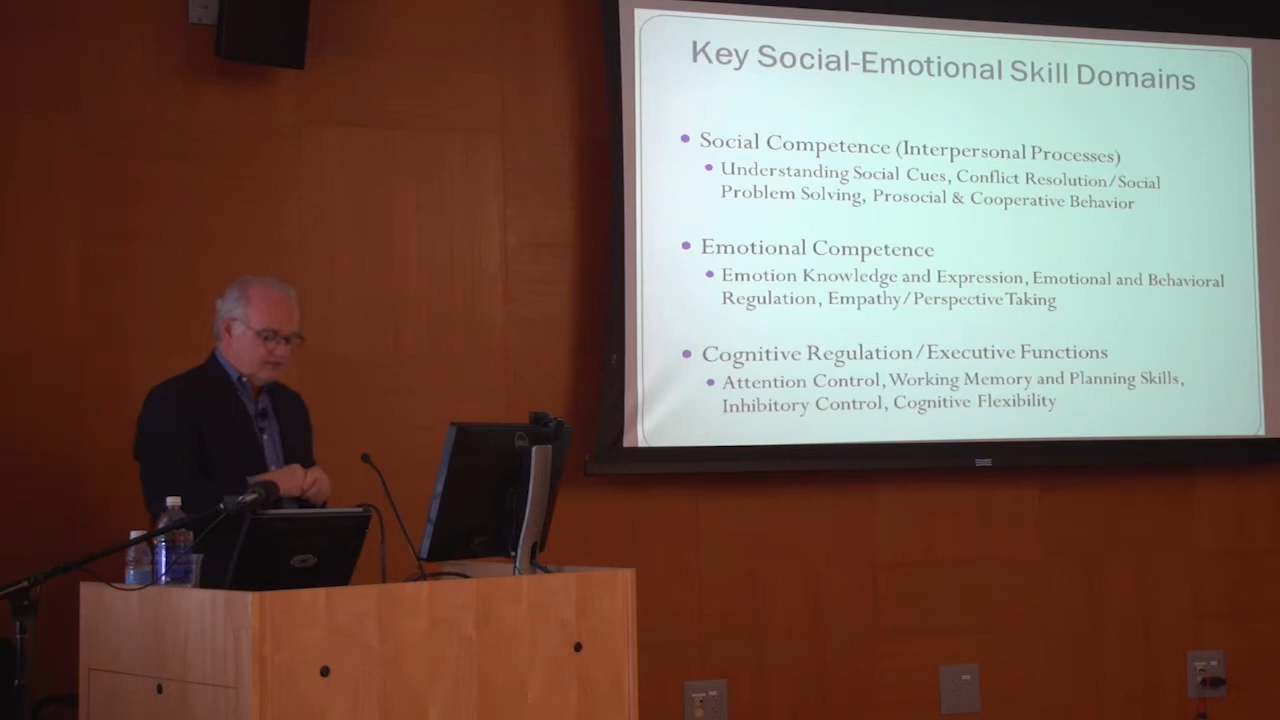 Key Social-Emotional Skill Domains
• Social Competence (Interpersonal Processes)
• Understanding Social Cues, Conflict Resolution/Social
Problem Solving, Prosocial & Cooperative Behavior
• Emotional Competence
• Emotion Knowledge and Expression, Emotional and Behavioral
Regulation, Empathy/Perspective Taking
• Cognitive Regulation/Executive Functions
• Attention Control, Working Memory and Planning Skills,
Inhibitory Control, Cognitive Flexibility